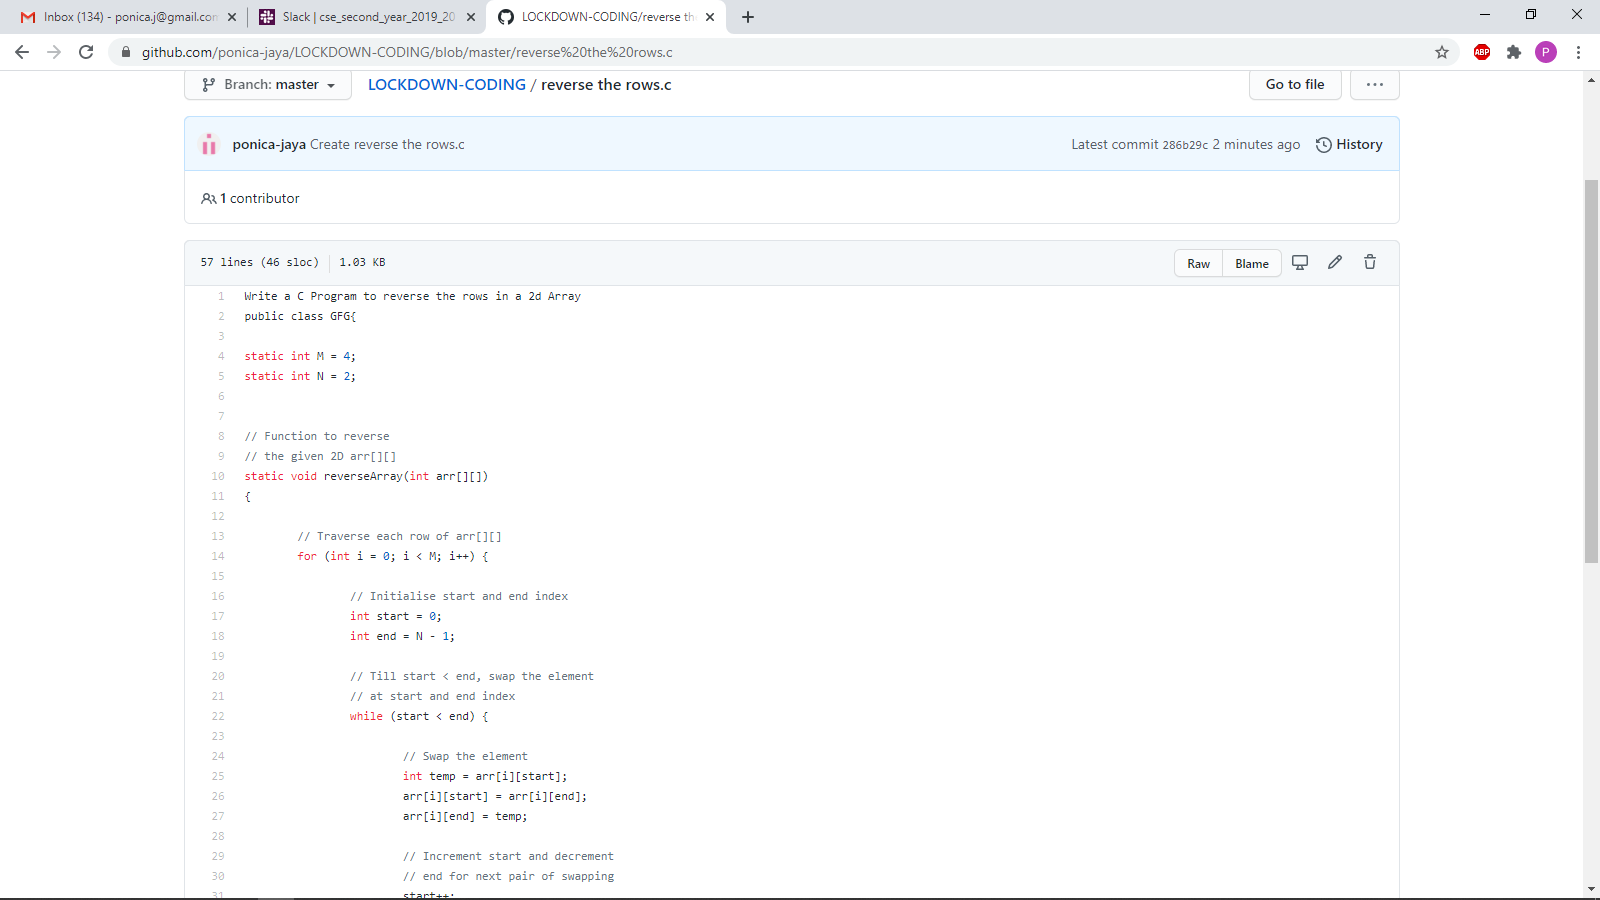 Inbox (134) - ponica.j@gmail.com
Slack | cse_second_year_2019_20
LOCKDOWN-CODING/reverse th
github.com/ponica-jaya/LOCKDOWN-CODING/blob/master/reverse%20the%20rows.c
ABP
P
Branch: master
LOCKDOWN-CODING / reverse the rows.c
Go to file
ponica-jaya Create reverse the rows.c
Latest commit 286b29c 2 minutes ago
History
1 contributor
57 lines (46 sloc) 1.03 KB
Raw Blame
1 Write a C Program to reverse the rows in a 2d Array
2 public class GFG{
3
4 static int M = 4;
5 static int N = 2;
6
7
8 // Function to reverse
9 // the given 2D arr[][]
10 static void reverseArray(int arr[][])
11 {
12
13 // Traverse each row of arr[][]
14 for (int i = 0; i < M; i++) {
15
16 // Initialise start and end index
17 int start = 0;
18 int end = N - 1;
19
20 // Till start < end, swap the element
21 // at start and end index
22 while (start < end) {
23
24 // Swap the element
25 int temp = arr[i][start];
26 arr[i][start] = arr[i][end];
27 arr[i][end] = temp;
28
29 // Increment start and decrement
30 // end for next pair of swapping
31 start++;